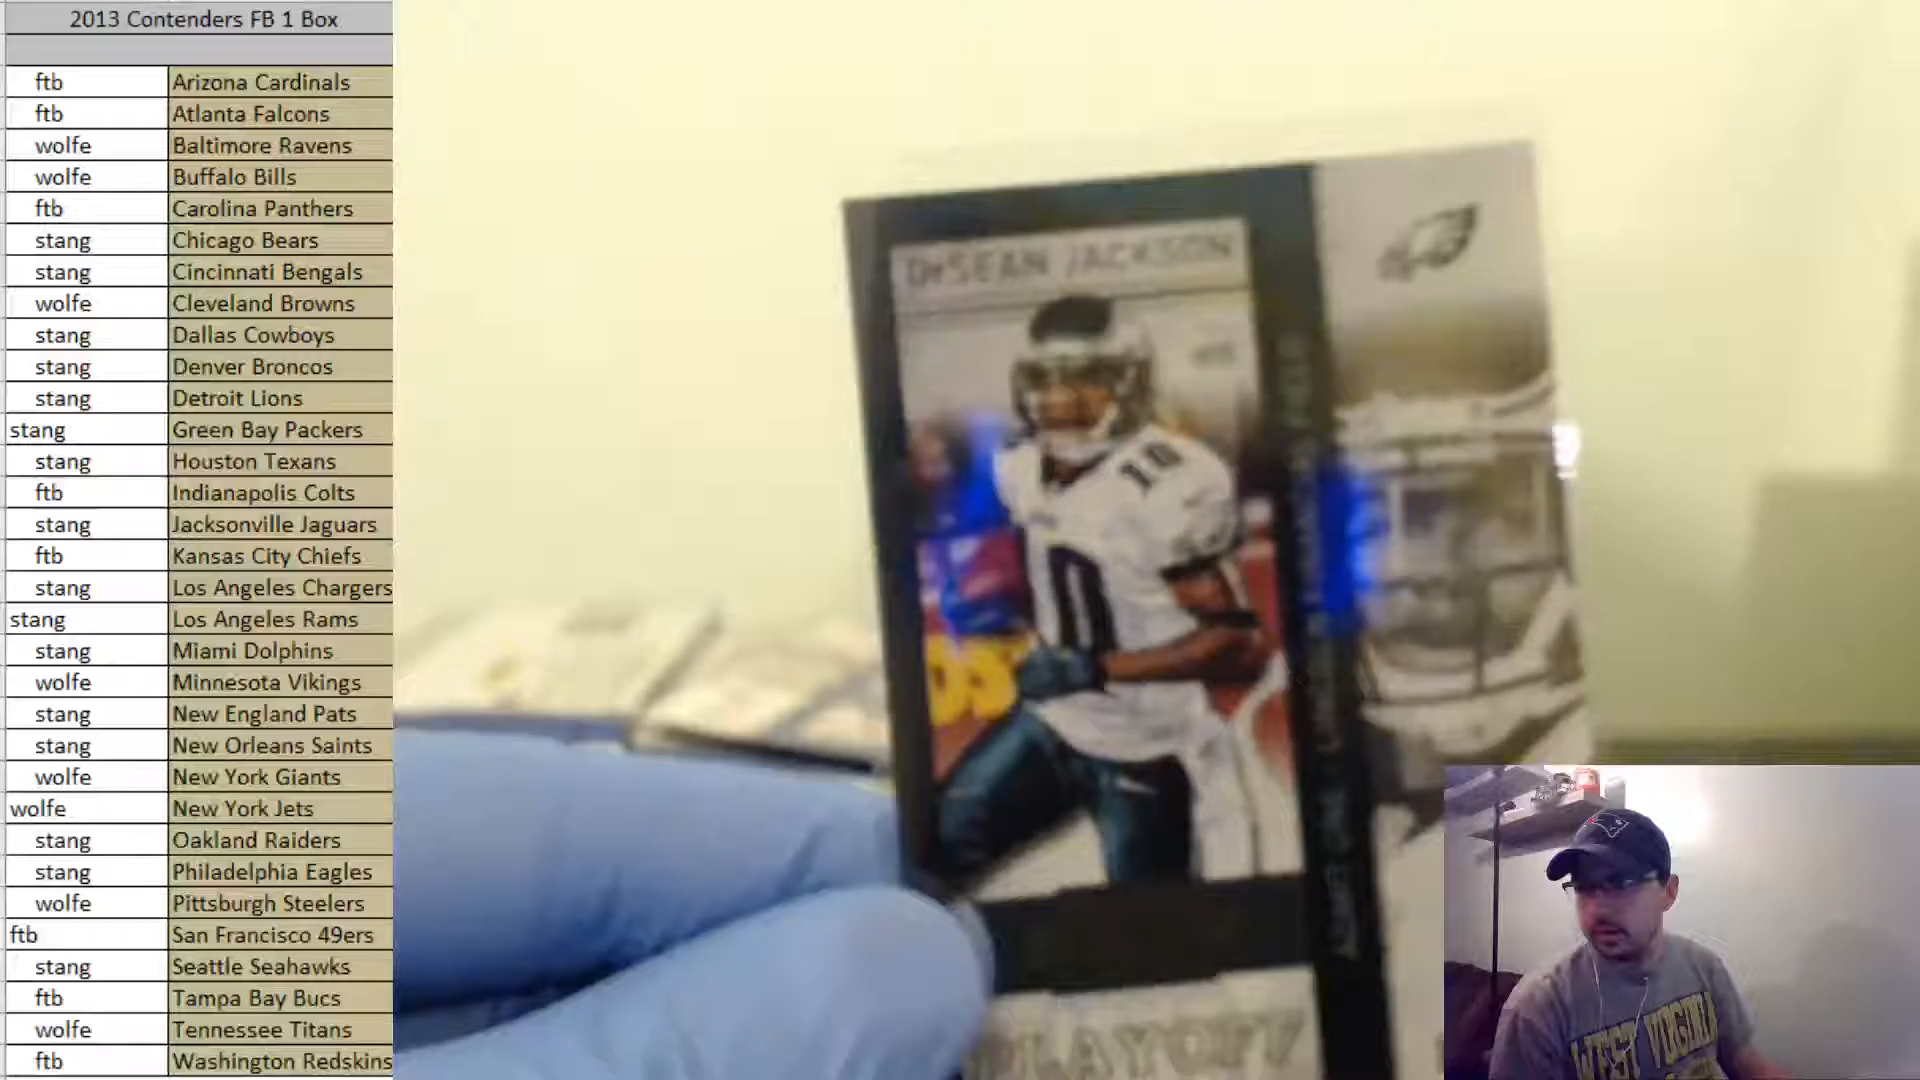 2013 Contenders FB 1 Box
ftb Arizona Cardinals
ftb Atlanta Falcons
wolfe Baltimore Ravens
wolfe Buffalo Bills
ftb Carolina Panthers
stang Chicago Bears
stang Cincinnati Bengals
wolfe Cleveland Browns
stang Dallas Cowboys
stang Denver Broncos
stang Detroit Lions
stang Green Bay Packers
stang Houston Texans
ftb Indianapolis Colts
stang Jacksonville Jaguars
ftb Kansas City Chiefs
stang Los Angeles Chargers
stang Los Angeles Rams
stang Miami Dolphins
wolfe Minnesota Vikings
stang New England Pats
stang New Orleans Saints
wolfe New York Giants
wolfe New York Jets
stang Oakland Raiders
stang Philadelphia Eagles
wolfe Pittsburgh Steelers
ftb San Francisco 49ers
stang Seattle Seahawks
ftb Tampa Bay Bucs
wolfe Tennessee Titans
ftb Washington Redskins
DeSEAN JACKSON
10
10
PLAYOFF
WEST VIRGINIA